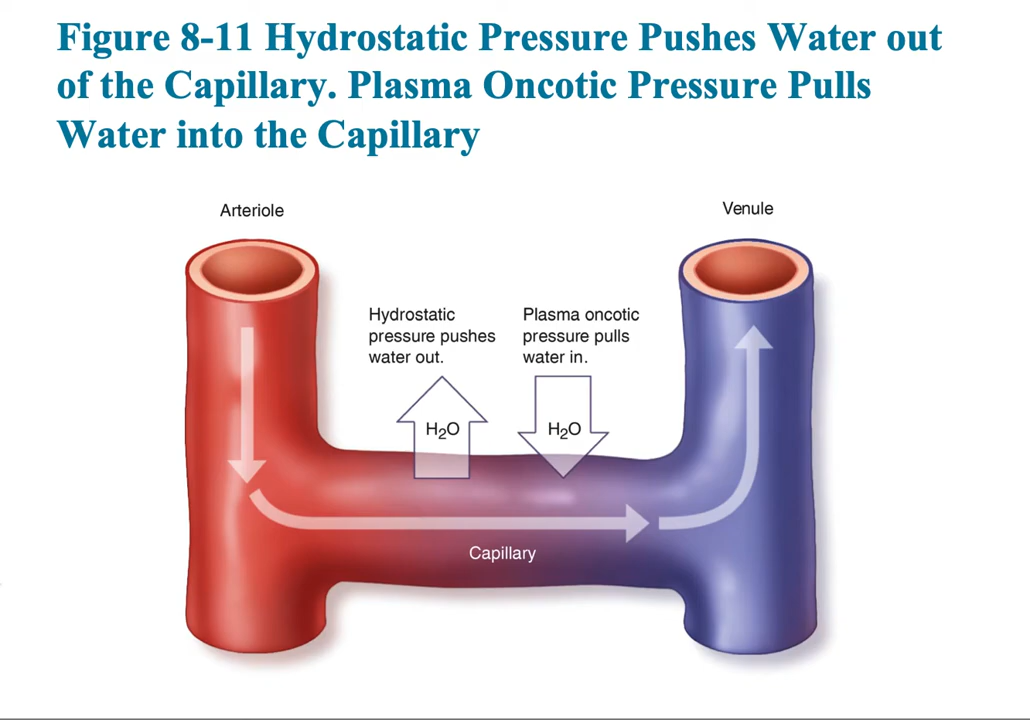 Figure 8-11 Hydrostatic Pressure Pushes Water out
of the Capillary. Plasma Oncotic Pressure Pulls
Water into the Capillary
Arteriole
Venule
Hydrostatic
pressure pushes
water out.
Plasma oncotic
pressure pulls
water in.
H₂O
H₂O
Capillary